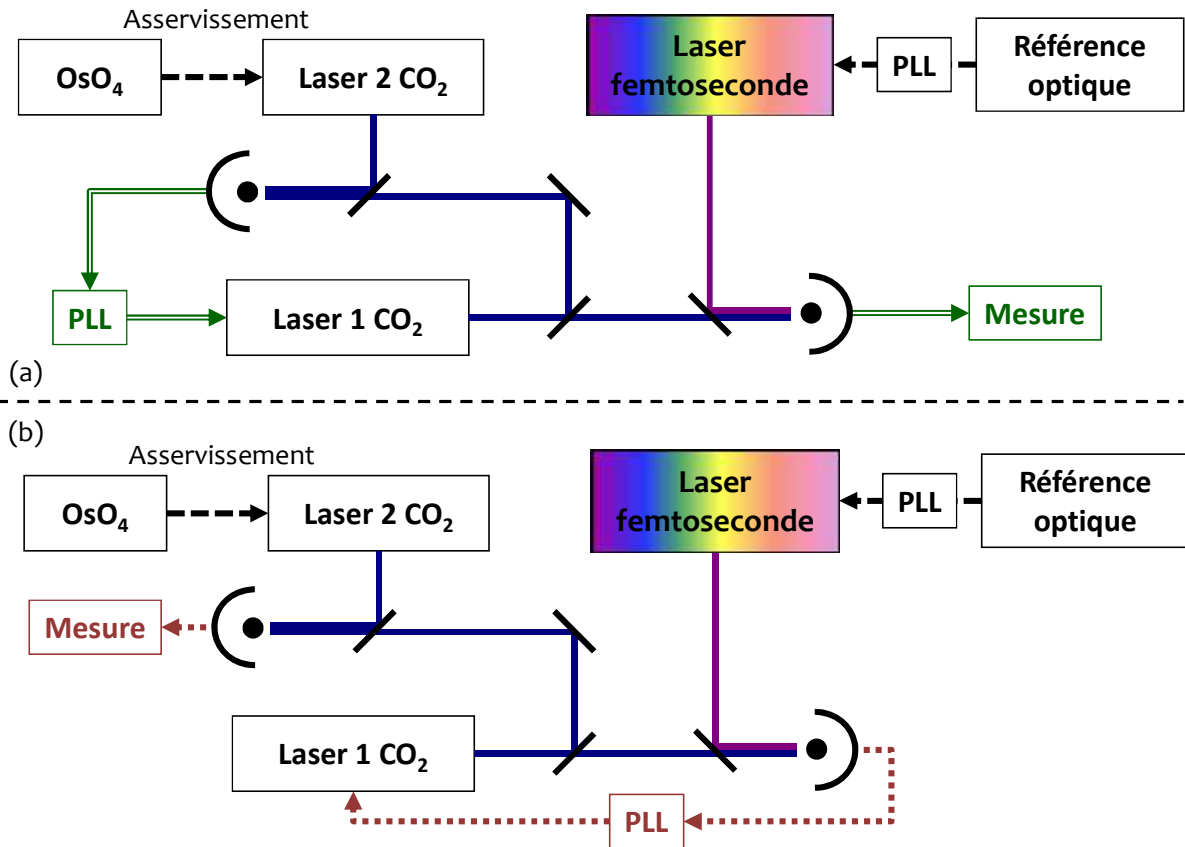 Asservissement
OsO₄
Laser 2 CO₂
Laser
femtoseconde
PLL
Référence
optique
PLL
Laser 1 CO₂
Mesure
(a)
(b)
Asservissement
OsO₄
Laser 2 CO₂
Laser
femtoseconde
PLL
Référence
optique
Mesure
Laser 1 CO₂
PLL